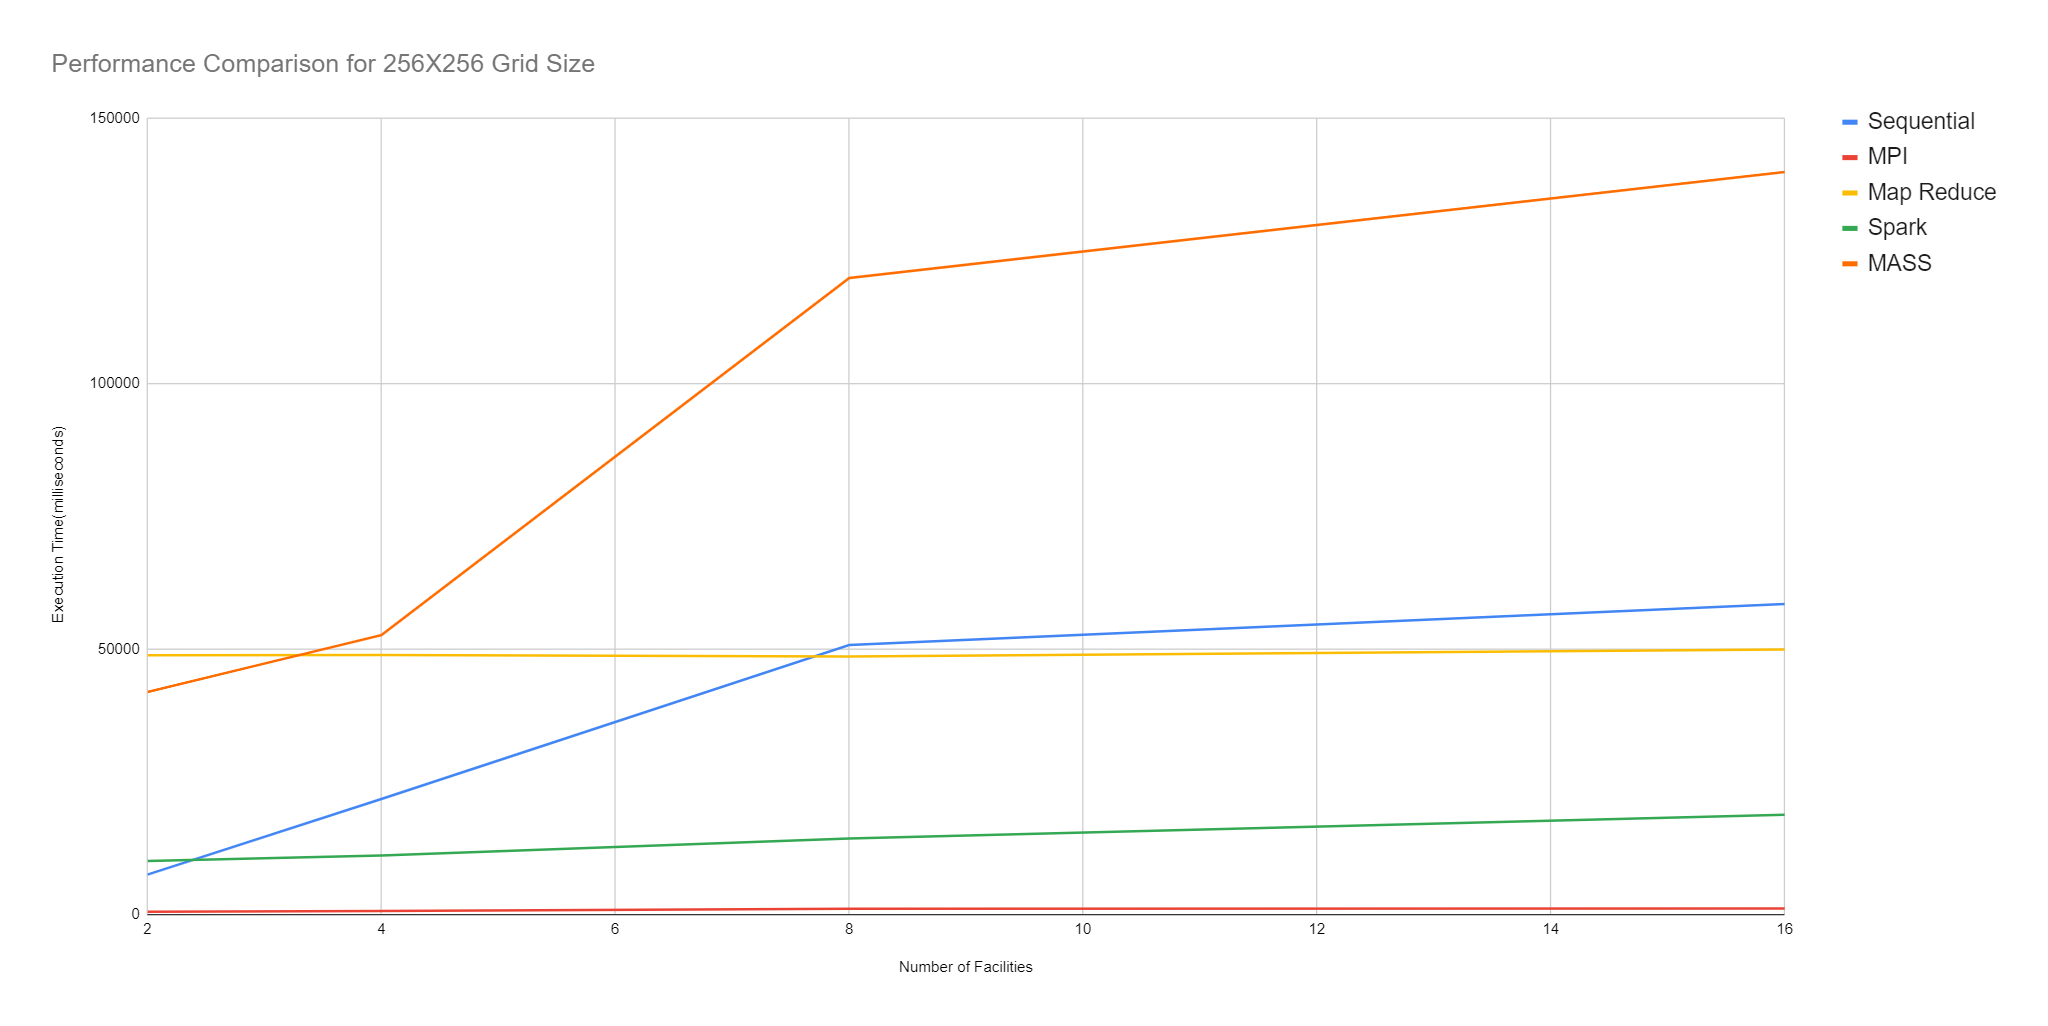 Performance Comparison for 256X256 Grid Size
150000
100000
50000
0
Execution Time(milliseconds)
2 4 6 8 10 12 14 16
Number of Facilities
Sequential
MPI
Map Reduce
Spark
MASS